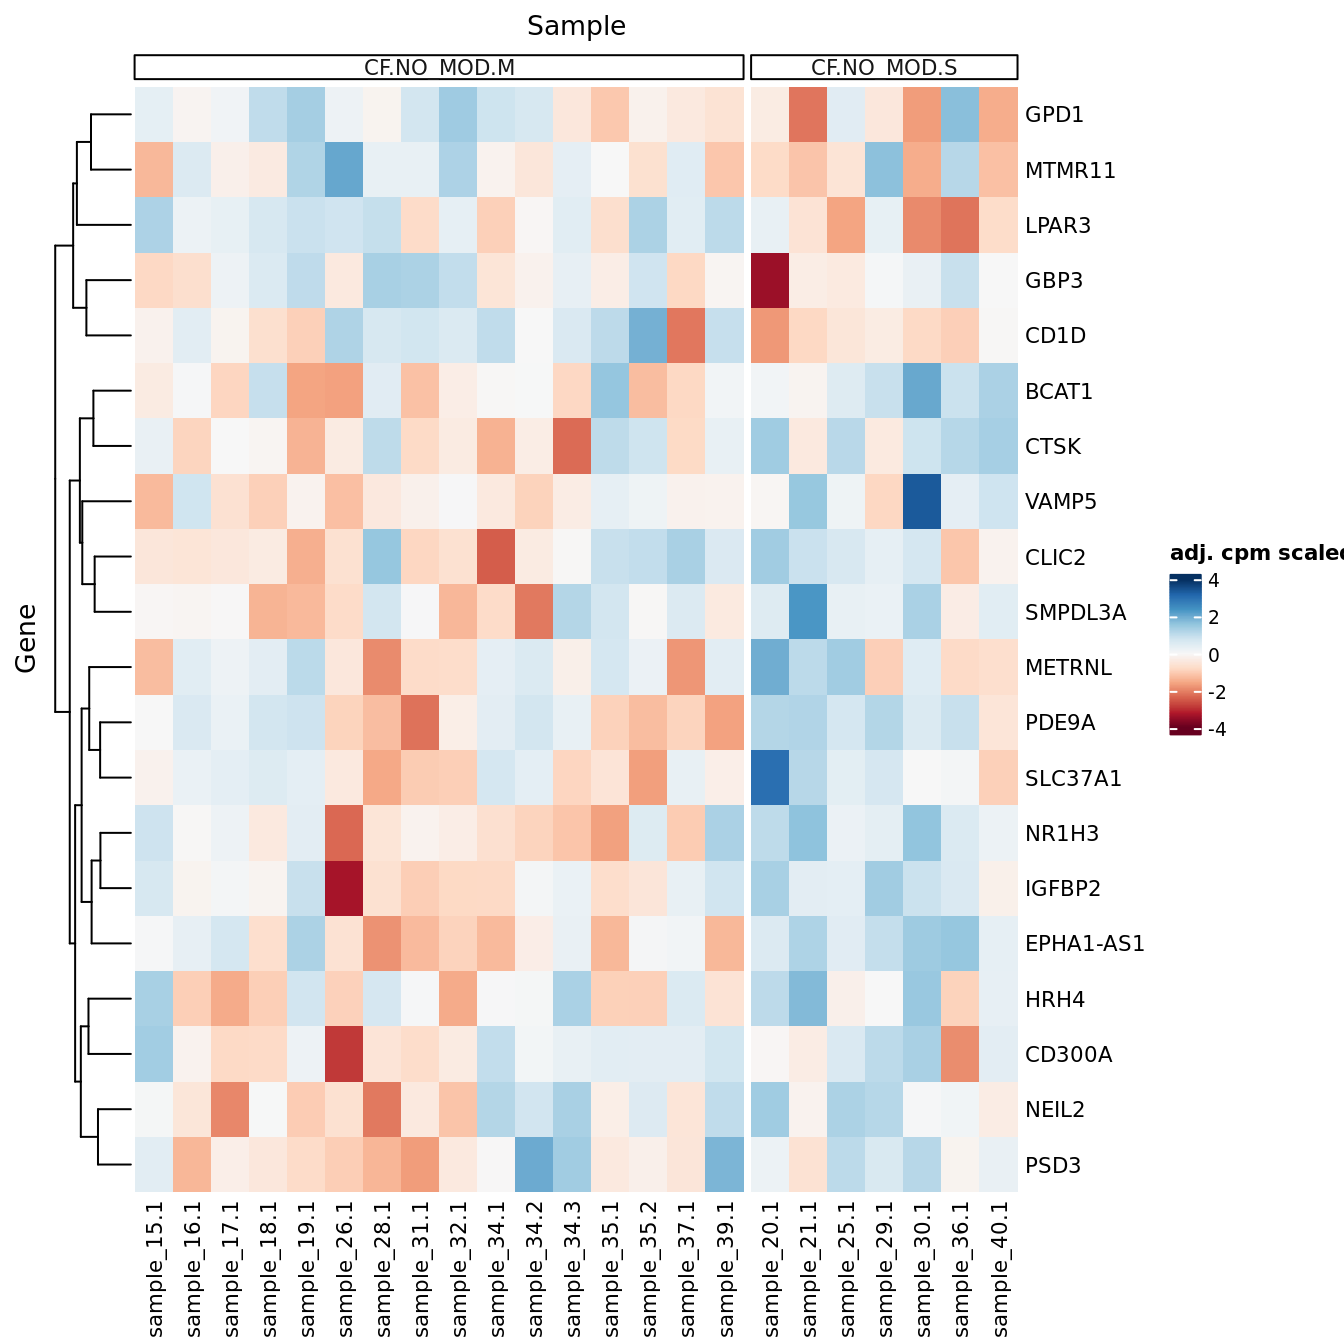 Sample
CF.NO_MOD.M
CF.NO_MOD.S
GPD1
MTMR11
LPAR3
GBP3
CD1D
BCAT1
CTSK
VAMP5
CLIC2
SMPDL3A
METRNL
PDE9A
SLC37A1
NR1H3
IGFBP2
EPHA1-AS1
HRH4
CD300A
NEIL2
PSD3
Gene
adj. cpm scaled
4
2
0
-2
-4
sample_15.1
sample_16.1
sample_17.1
sample_18.1
sample_19.1
sample_26.1
sample_28.1
sample_31.1
sample_32.1
sample_34.1
sample_34.2
sample_34.3
sample_35.1
sample_35.2
sample_37.1
sample_39.1
sample_20.1
sample_21.1
sample_25.1
sample_29.1
sample_30.1
sample_36.1
sample_40.1